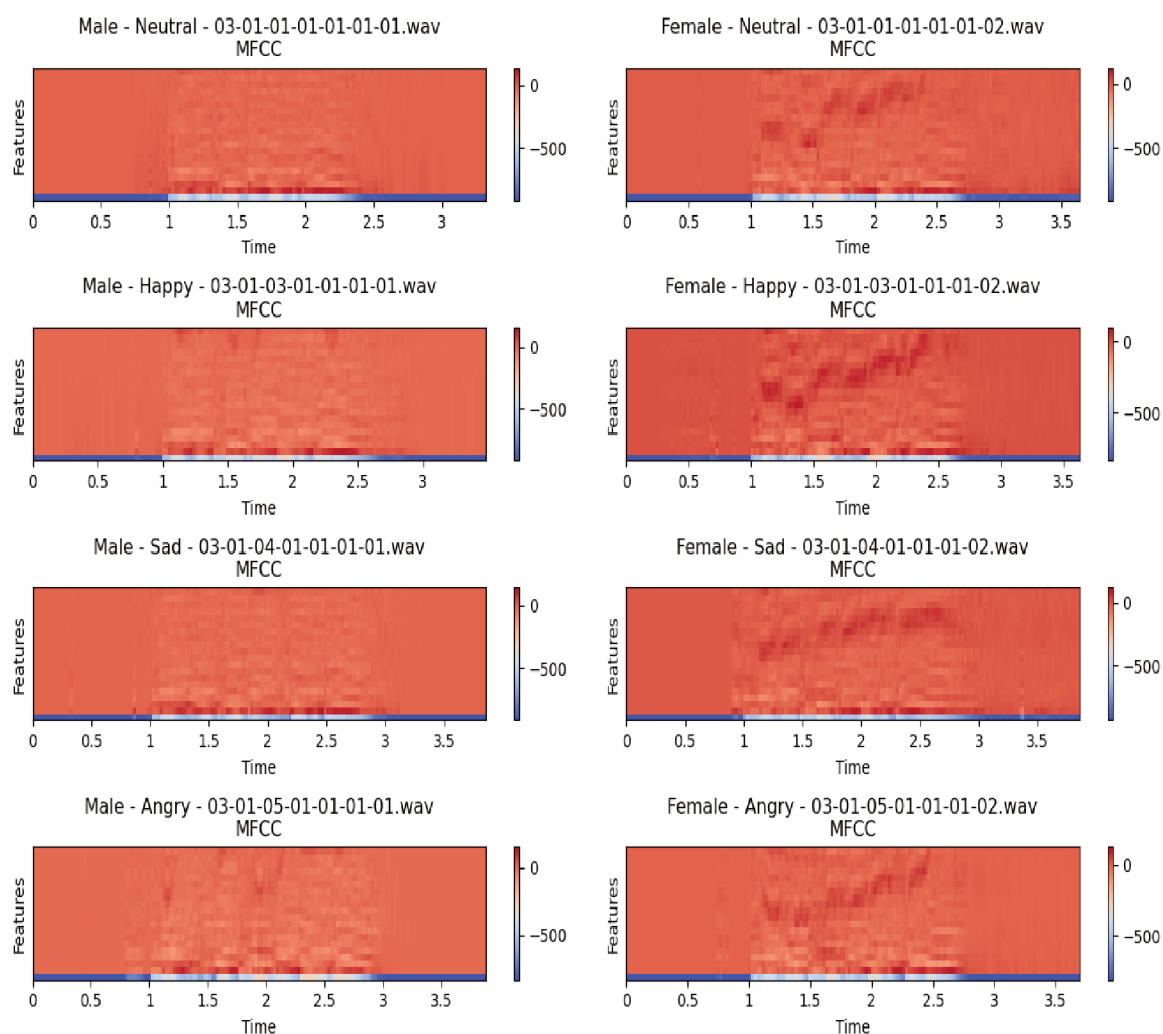 Male - Neutral - 03-01-01-01-01-01-01.wav
MFCC
Features
0
−500
0 0.5 1 1.5 2 2.5 3
Time
Female - Neutral - 03-01-01-01-01-01-02.wav
MFCC
Features
0
−500
0 0.5 1 1.5 2 2.5 3 3.5
Time
Male - Happy - 03-01-03-01-01-01-01.wav
MFCC
Features
0
−500
0 0.5 1 1.5 2 2.5 3
Time
Female - Happy - 03-01-03-01-01-01-02.wav
MFCC
Features
0
−500
0 0.5 1 1.5 2 2.5 3 3.5
Time
Male - Sad - 03-01-04-01-01-01-01.wav
MFCC
Features
0
−500
0 0.5 1 1.5 2 2.5 3 3.5
Time
Female - Sad - 03-01-04-01-01-01-02.wav
MFCC
Features
0
−500
0 0.5 1 1.5 2 2.5 3 3.5
Time
Male - Angry - 03-01-05-01-01-01-01.wav
MFCC
Features
0
−500
0 0.5 1 1.5 2 2.5 3 3.5
Time
Female - Angry - 03-01-05-01-01-01-02.wav
MFCC
Features
0
−500
0 0.5 1 1.5 2 2.5 3 3.5
Time